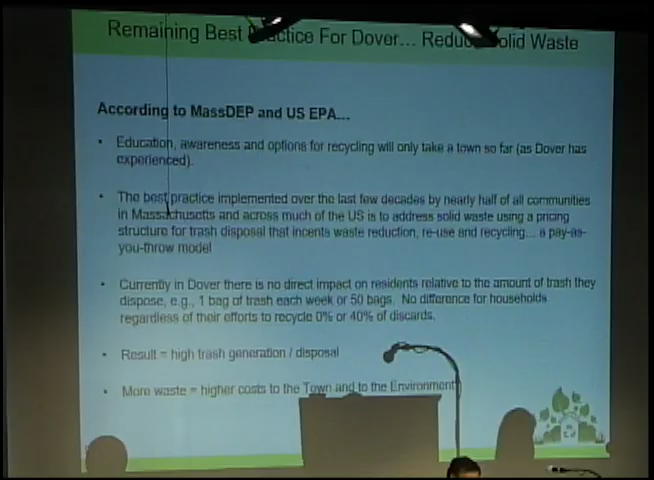 Remaining Best Practice For Dover... Reduce Solid Waste
According to MassDEP and US EPA...
• Education, awareness and options for recycling will only take a town so far (as Dover has
experienced).
• The best practice implemented over the last few decades by nearly half of all communities
in Massachusetts and across much of the US is to address solid waste using a pricing
structure for trash disposal that incents waste reduction, re-use and recycling... a pay-as-
you-throw model
• Currently in Dover there is no direct impact on residents relative to the amount of trash they
dispose, e.g., 1 bag of trash each week or 50 bags. No difference for households
regardless of their efforts to recycle 0% or 40% of discards.
• Result = high trash generation / disposal
• More waste = higher costs to the Town and to the Environment